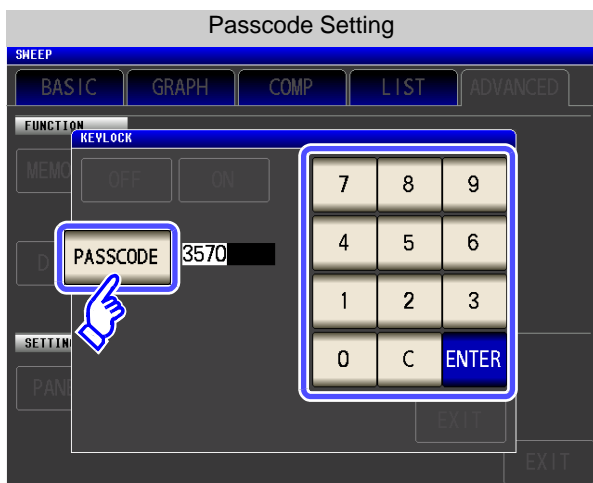 Passcode Setting
SWEEP
BASIC GRAPH COMP LIST ADVANCED
FUNCTION
KEYLOCK
MEMO OFF ON
7 8 9
D PASSCODE 3570 4 5 6
1 2 3
SETTIN
0 C ENTER
PANE
EXIT
EXIT